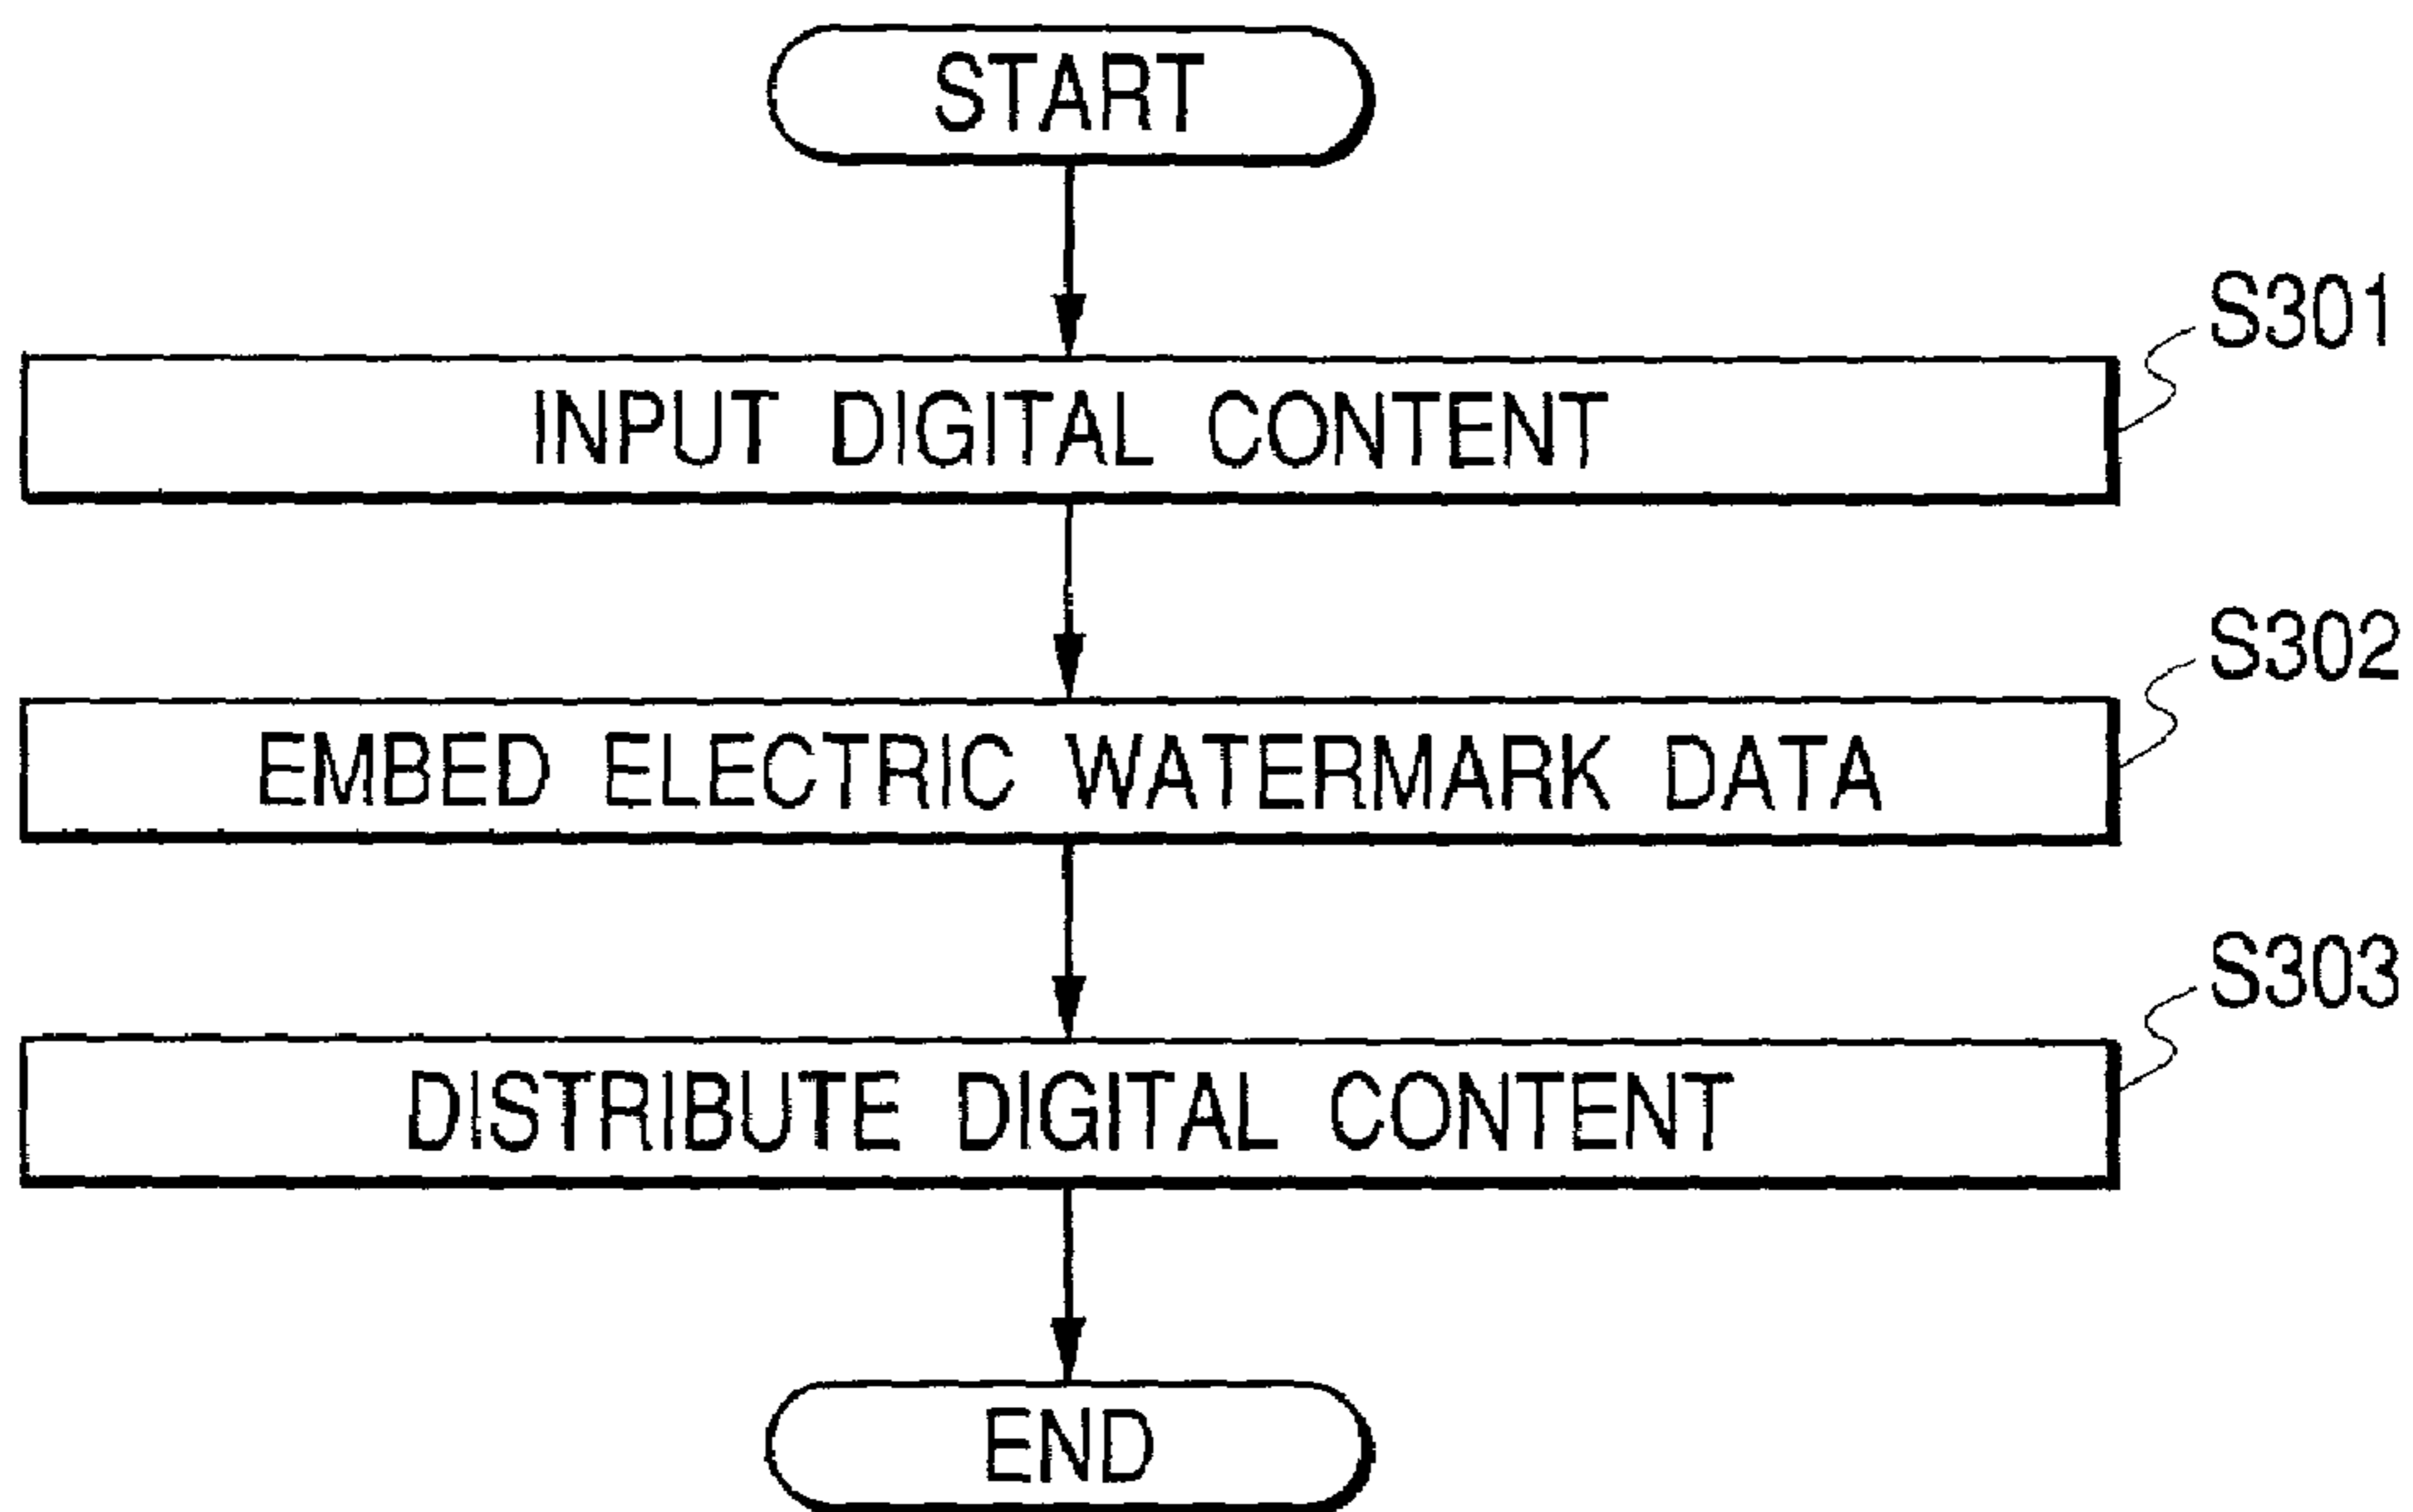 START
S301
INPUT DIGITAL CONTENT
S302
EMBED ELECTRIC WATERMARK DATA
S303
DISTRIBUTE DIGITAL CONTENT
END